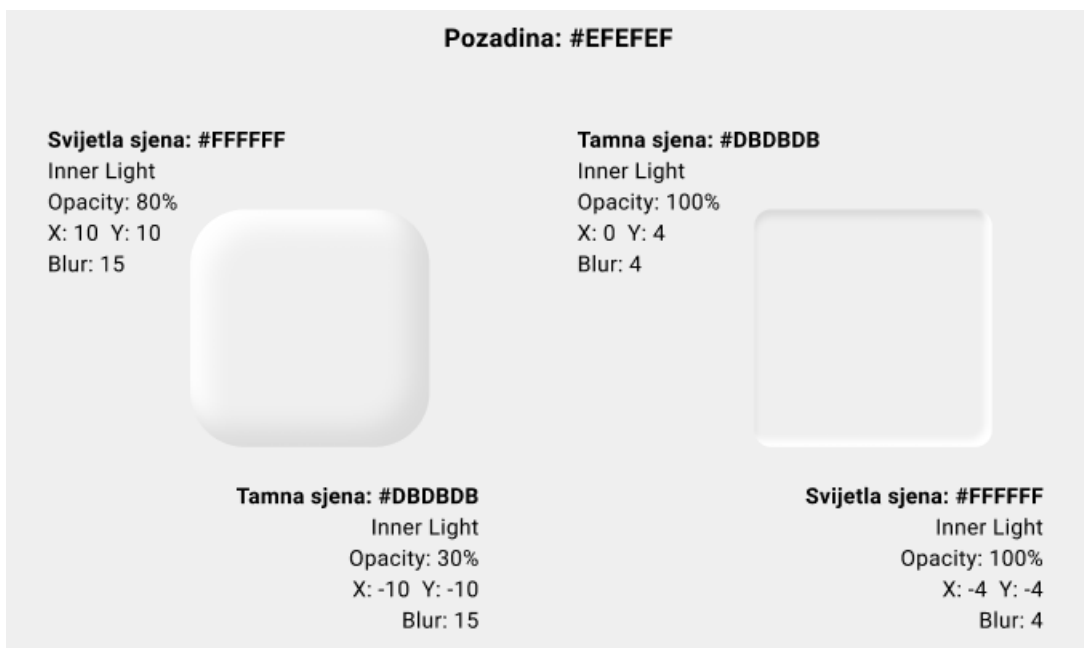 Pozadina: #EFEFEF
Svijetla sjena: #FFFFFF
Inner Light
Opacity: 80%
X: 10 Y: 10
Blur: 15
Tamna sjena: #DBDBDB
Inner Light
Opacity: 100%
X: 0 Y: 4
Blur: 4
Tamna sjena: #DBDBDB
Inner Light
Opacity: 30%
X: -10 Y: -10
Blur: 15
Svijetla sjena: #FFFFFF
Inner Light
Opacity: 100%
X: -4 Y: -4
Blur: 4